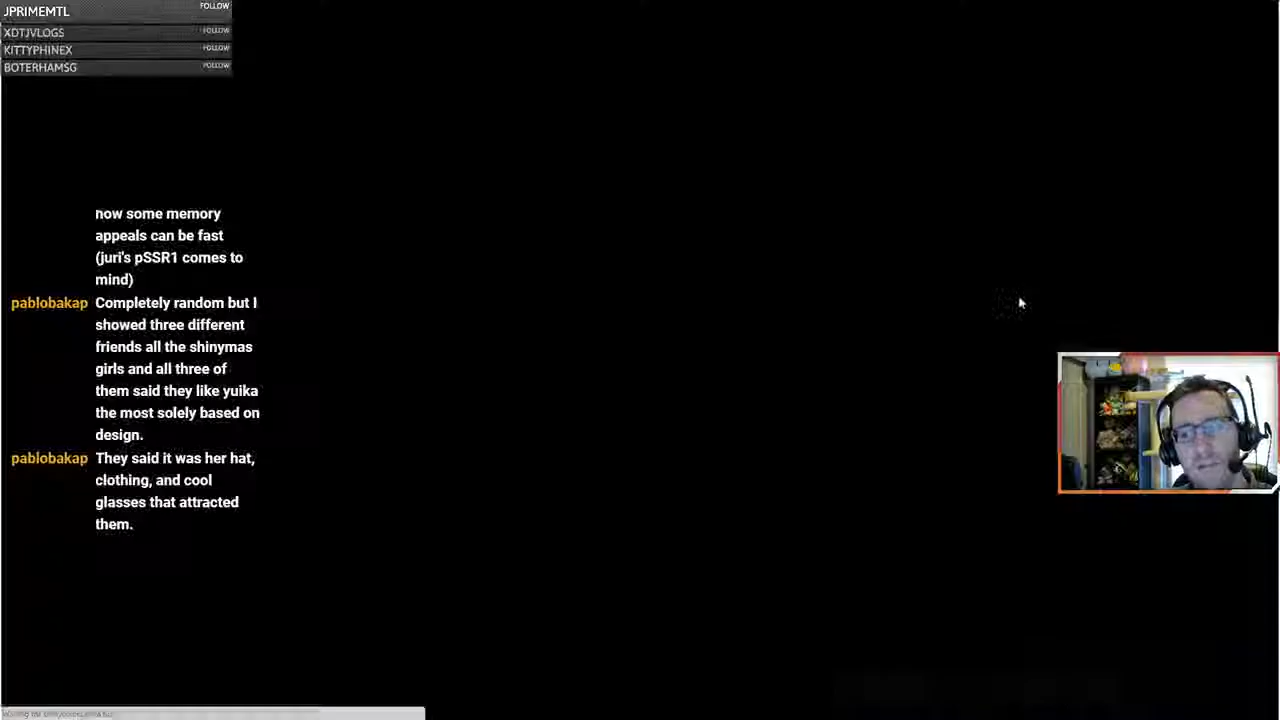 JPRIMEMTL FOLLOW
XDTJVLOGS FOLLOW
KITTYPHINEX FOLLOW
BOTERHAMSG FOLLOW
now some memory
appeals can be fast
(juri's pSSR1 comes to
mind)
pablobakap Completely random but I
showed three different
friends all the shinymas
girls and all three of
them said they like yuika
the most solely based on
design.
pablobakap They said it was her hat,
clothing, and cool
glasses that attracted
them.